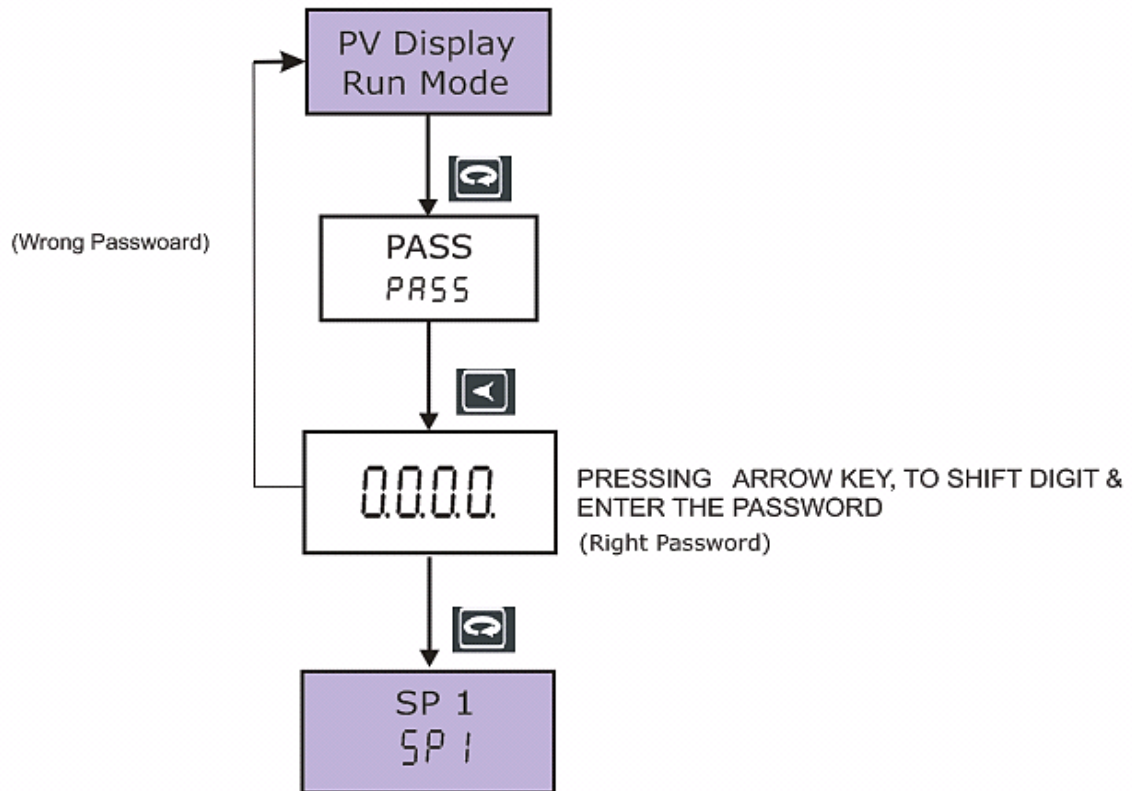 PV Display
Run Mode
(Wrong Passwoard)
PASS
PASS
0.0.0.0.
PRESSING ARROW KEY, TO SHIFT DIGIT &
ENTER THE PASSWORD
(Right Password)
SP 1
SP1